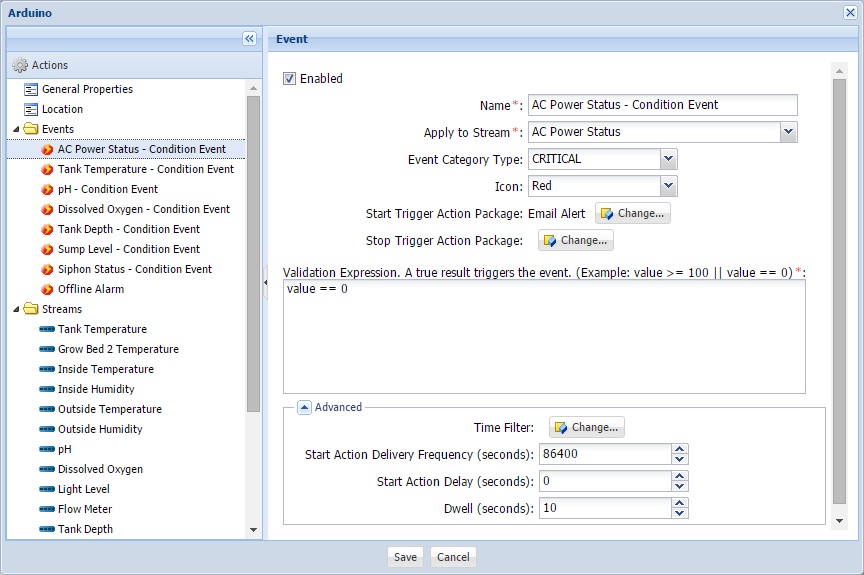 Arduino
Event
Actions
General Properties
Location
Events
AC Power Status - Condition Event
Tank Temperature - Condition Event
pH - Condition Event
Dissolved Oxygen - Condition Event
Tank Depth - Condition Event
Sump Level - Condition Event
Siphon Status - Condition Event
Offline Alarm
Streams
Tank Temperature
Grow Bed 2 Temperature
Inside Temperature
Inside Humidity
Outside Temperature
Outside Humidity
pH
Dissolved Oxygen
Light Level
Flow Meter
Tank Depth
Enabled
Name*: AC Power Status - Condition Event
Apply to Stream*: AC Power Status
Event Category Type: CRITICAL
Icon: Red
Start Trigger Action Package: Email Alert Change...
Stop Trigger Action Package: Change...
Validation Expression. A true result triggers the event. (Example: value >= 100 || value == 0)*:
value == 0
Advanced
Time Filter: Change...
Start Action Delivery Frequency (seconds): 86400
Start Action Delay (seconds): 0
Dwell (seconds): 10
Save Cancel